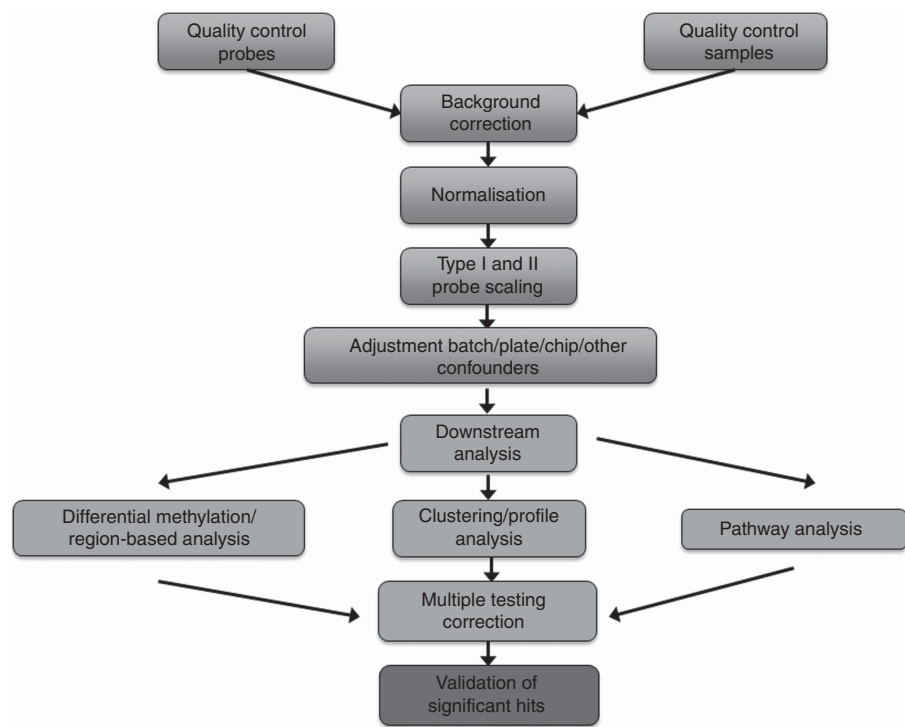 Quality control
probes
Quality control
samples
Background
correction
Normalisation
Type I and II
probe scaling
Adjustment batch/plate/chip/other
confounders
Downstream
analysis
Differential methylation/
region-based analysis
Clustering/profile
analysis
Pathway analysis
Multiple testing
correction
Validation of
significant hits